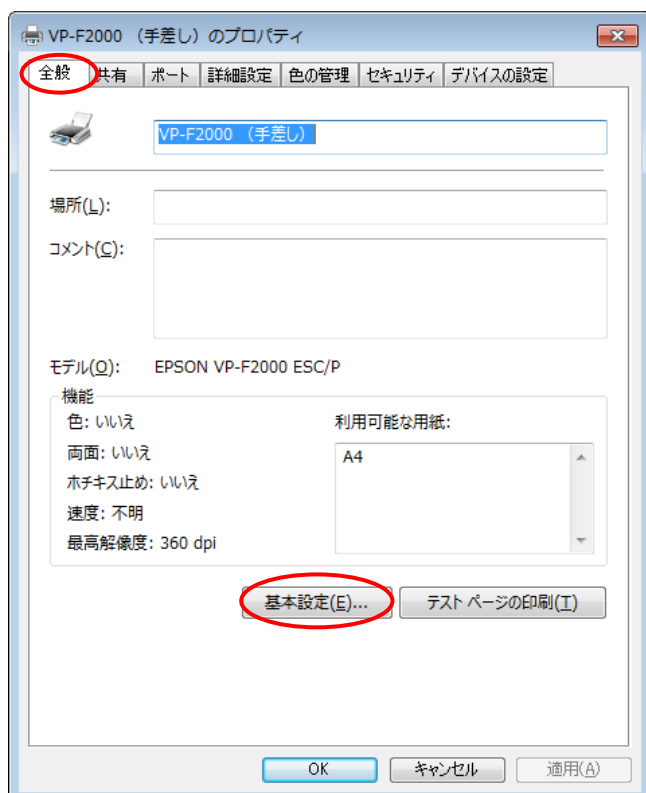 VP-F2000 （手差し）のプロパティ
全般 共有 ポート 詳細設定 色の管理 セキュリティ デバイスの設定
VP-F2000 （手差し）
場所(L):
コメント(C):
モデル(O): EPSON VP-F2000 ESC/P
機能
色: いいえ 利用可能な用紙:
両面: いいえ A4
ホチキス止め: いいえ
速度: 不明
最高解像度: 360 dpi
基本設定(E)... テスト ページの印刷(T)
OK キャンセル 適用(A)